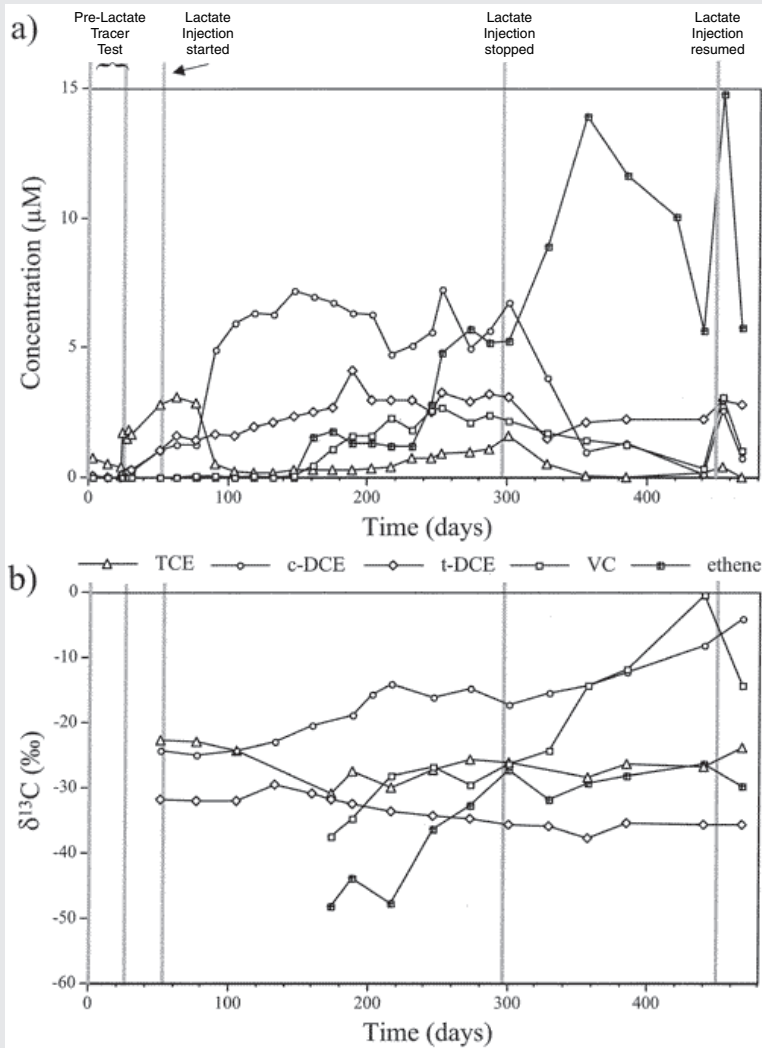 a)
Pre-Lactate
Tracer
Test
Lactate
Injection
started
Lactate
Injection
stopped
Lactate
Injection
resumed
15
10
5
0
Concentration (µM)
0 100 200 300 400
Time (days)
TCE c-DCE t-DCE VC ethene
b)
0
-10
-20
-30
-40
-50
-60
δ¹³C (‰)
0 100 200 300 400
Time (days)